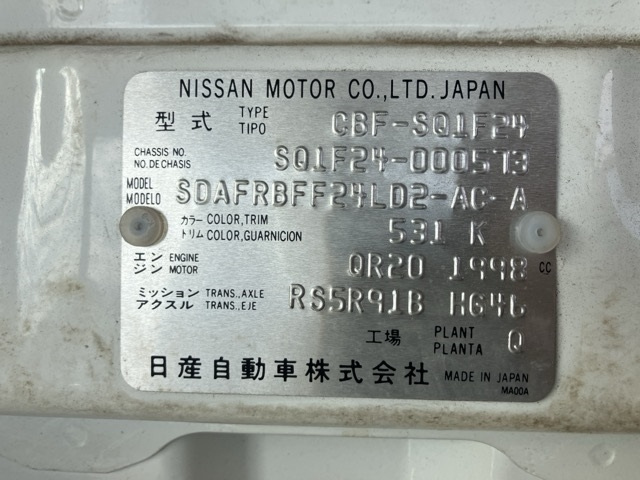 NISSAN MOTOR CO.,LTD. JAPAN
型式 TYPE TIPO CBF-SQ1F24
CHASSIS NO. NO. DE CHASIS SQ1F24-000573
MODEL MODELO SDAFRBFF24LD2-AC-A
カラー COLOR,TRIM トリム COLOR,GUARNICION 531 K
エンジン ENGINE MOTOR QR20 1998 CC
ミッション TRANS.,AXLE アクスル TRANS.,EJE RS5R91B HG46
工場 PLANT PLANTA Q
日産自動車株式会社 MADE IN JAPAN
MA00A